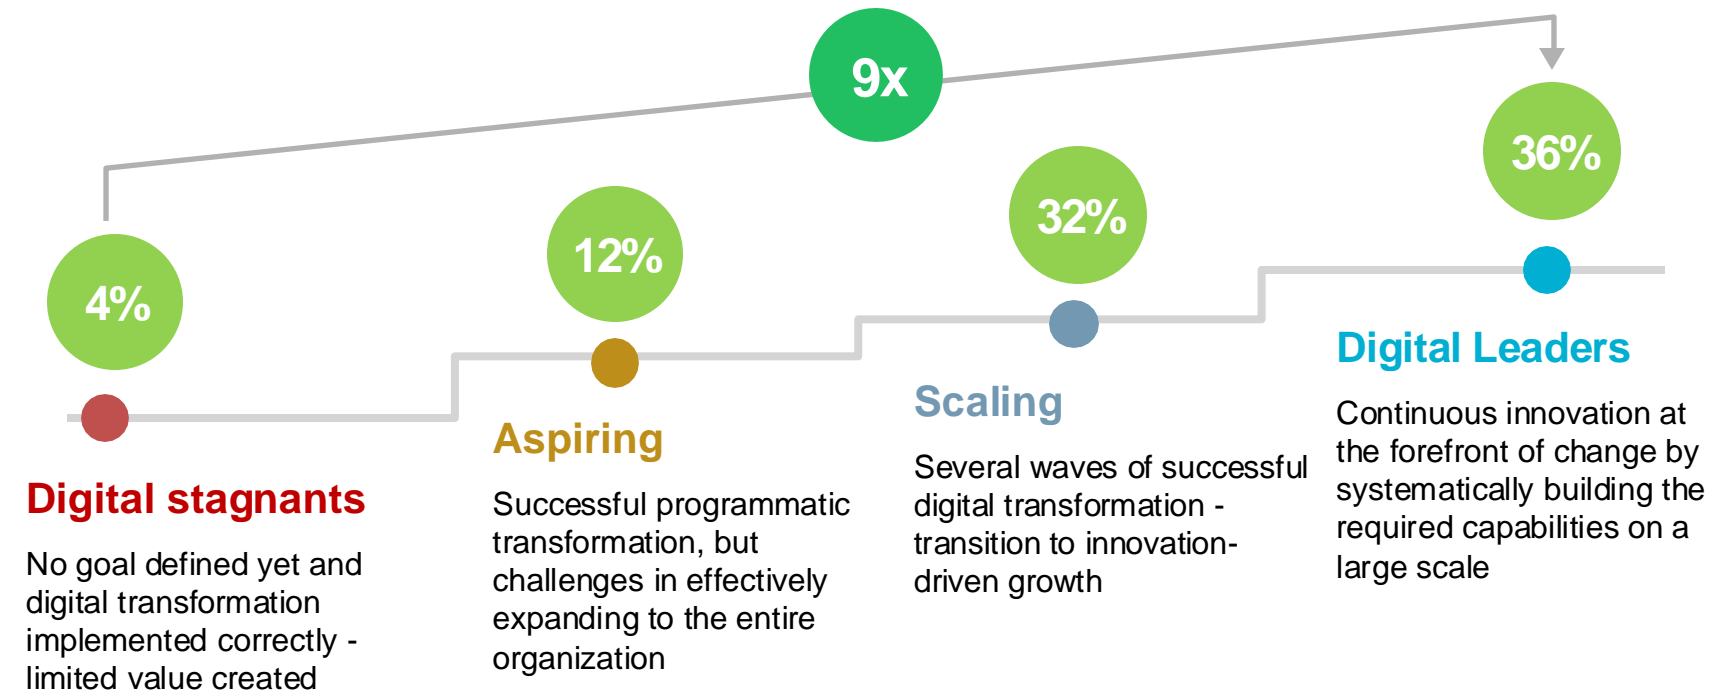 9x
4%
12%
32%
36%
Digital stagnants
No goal defined yet and
digital transformation
implemented correctly -
limited value created
Aspiring
Successful programmatic
transformation, but
challenges in effectively
expanding to the entire
organization
Scaling
Several waves of successful
digital transformation -
transition to innovation-
driven growth
Digital Leaders
Continuous innovation at
the forefront of change by
systematically building the
required capabilities on a
large scale